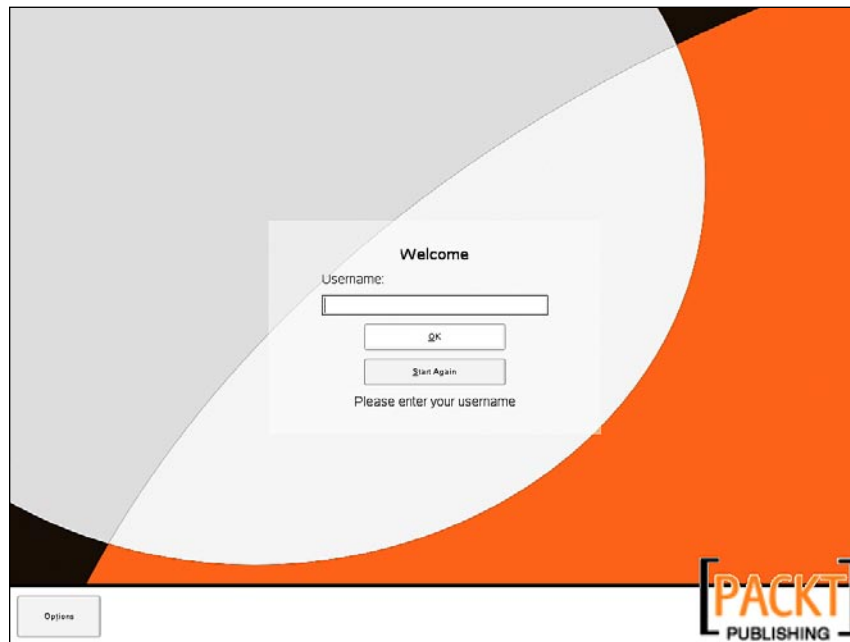 Welcome
Username:
OK
Start Again
Please enter your username
Options
[PACKT]
PUBLISHING